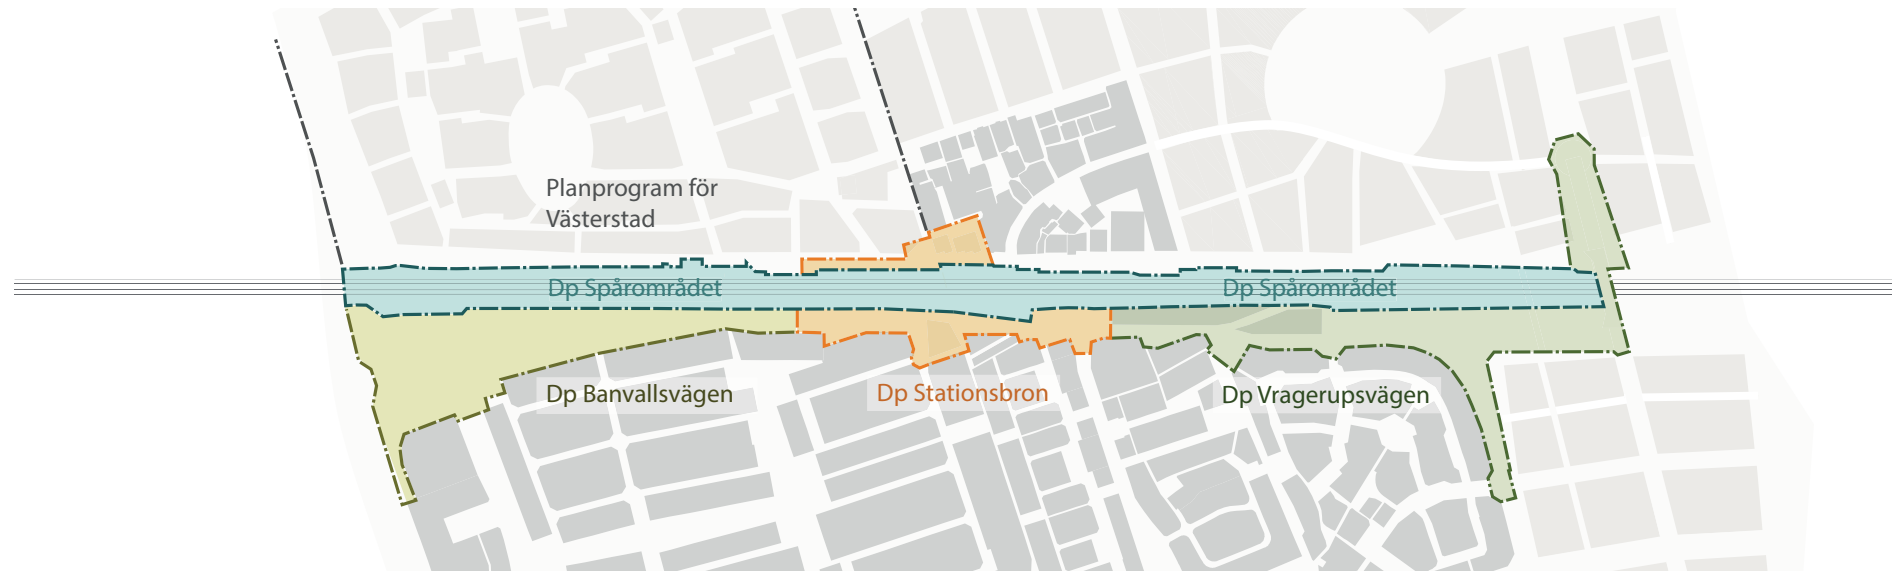 Planprogram för
Västerstad
Dp Spårområdet
Dp Spårområdet
Dp Banvallsvägen
Dp Stationsbron
Dp Vragerupsvägen